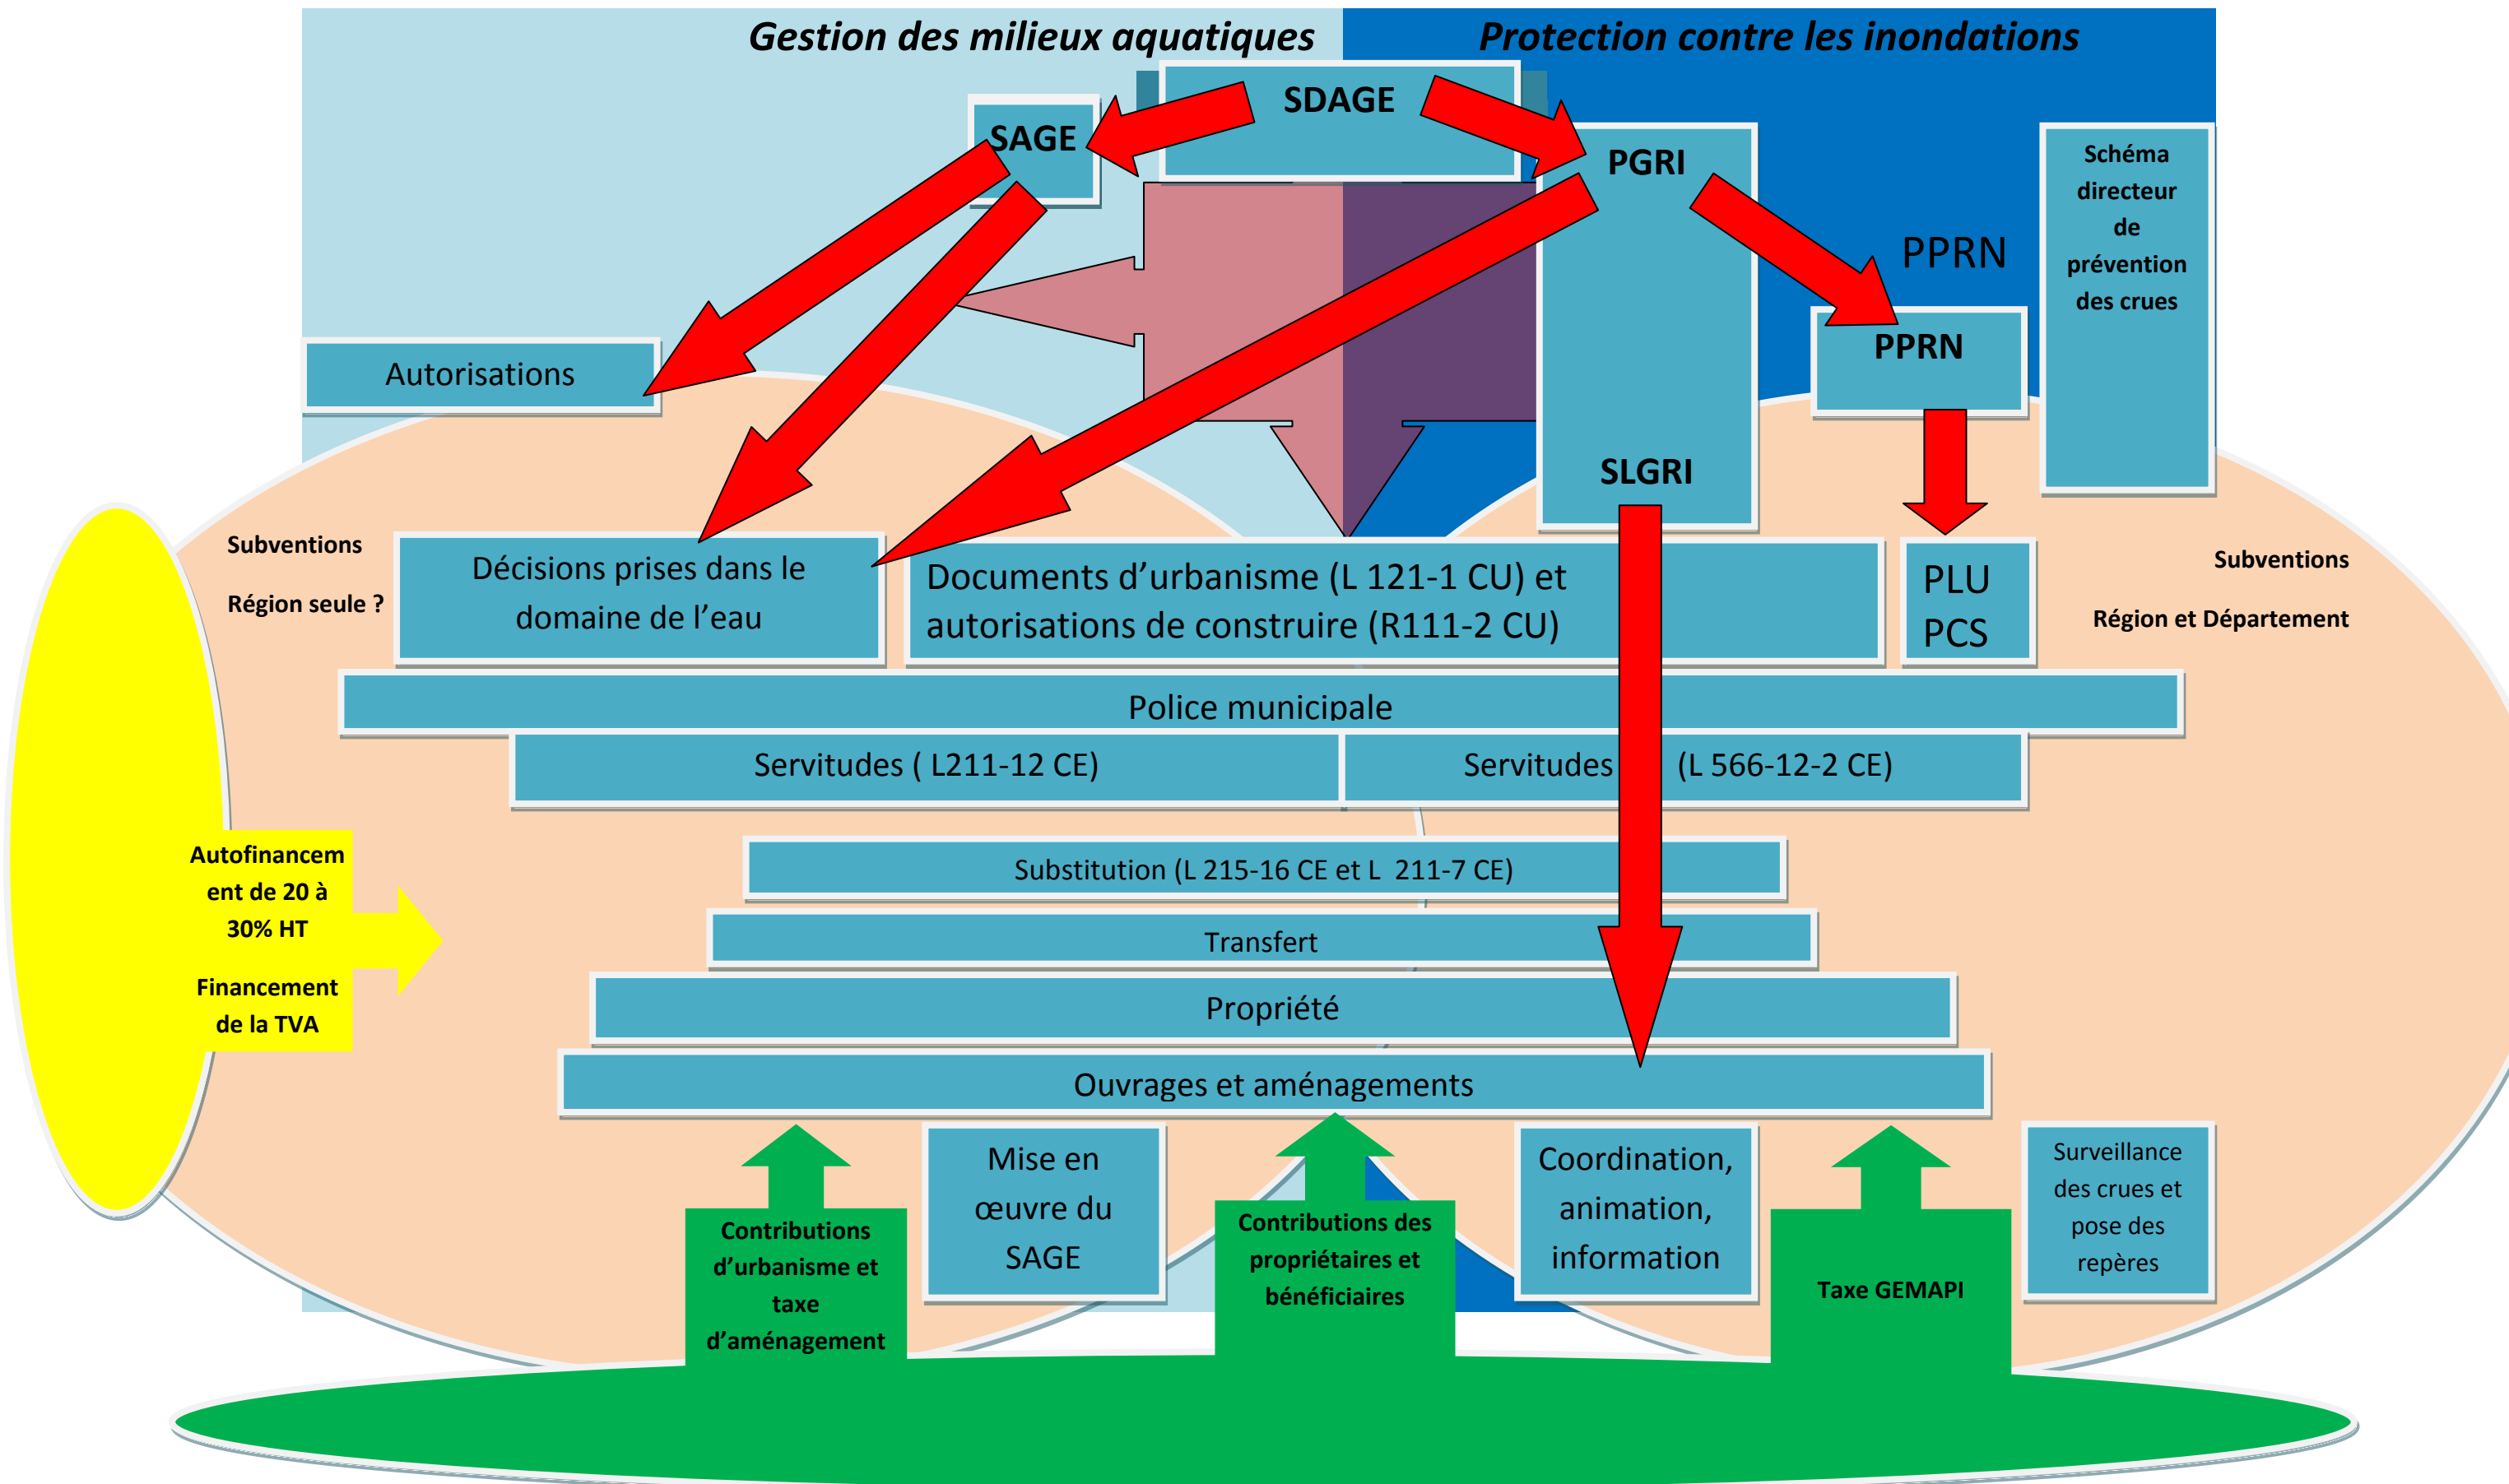 Gestion des milieux aquatiques
Protection contre les inondations
SDAGE
SAGE
PGRI
Schéma
directeur
de
prévention
des crues
PPRN
PPRN
Autorisations
SLGRI
Subventions
Région seule ?
Décisions prises dans le
domaine de l’eau
Documents d’urbanisme (L 121-1 CU) et
autorisations de construire (R111-2 CU)
PLU
PCS
Subventions
Région et Département
Police municipale
Servitudes ( L211-12 CE)
Servitudes (L 566-12-2 CE)
Autofinancem
ent de 20 à
30% HT
Financement
de la TVA
Substitution (L 215-16 CE et L 211-7 CE)
Transfert
Propriété
Ouvrages et aménagements
Contributions
d’urbanisme et
taxe
d’aménagement
Mise en
œuvre du
SAGE
Contributions des
propriétaires et
bénéficiaires
Coordination,
animation,
information
Taxe GEMAPI
Surveillance
des crues et
pose des
repères